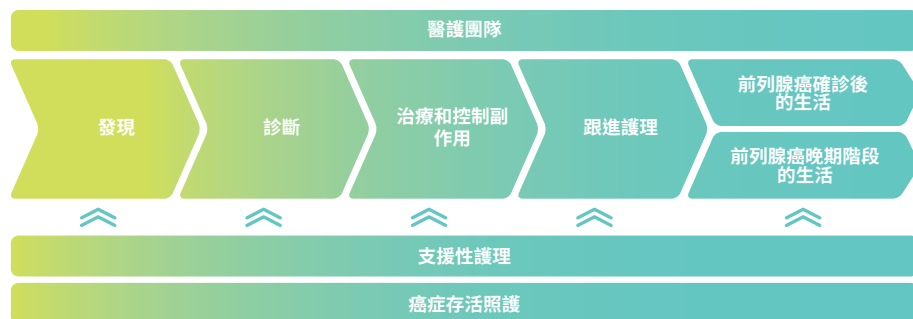 醫護團隊
發現
診斷
治療和控制副
作用
跟進護理
前列腺癌確診後
的生活
前列腺癌晚期階段
的生活
支援性護理
癌症存活照護